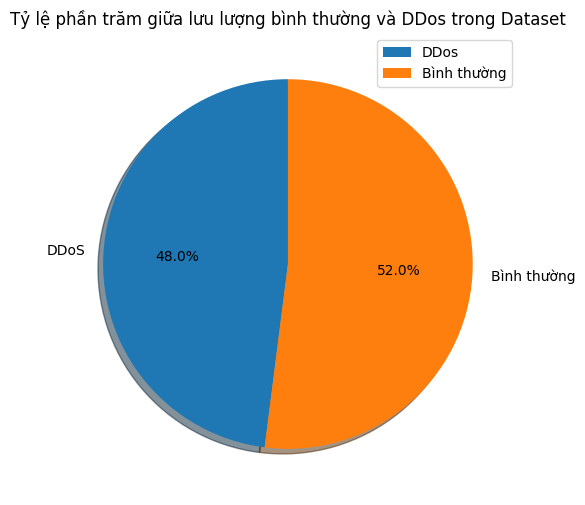 Tỷ lệ phần trăm giữa lưu lượng bình thường và DDos trong Dataset
DDos
Bình thường
DDoS
48.0%
52.0%
Bình thường